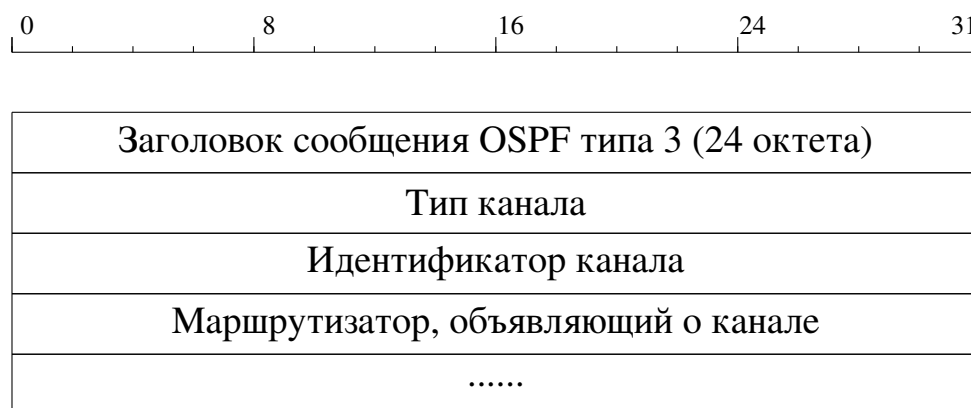 0 8 16 24 31
Заголовок сообщения OSPF типа 3 (24 октета)
Тип канала
Идентификатор канала
Маршрутизатор, объявляющий о канале
......